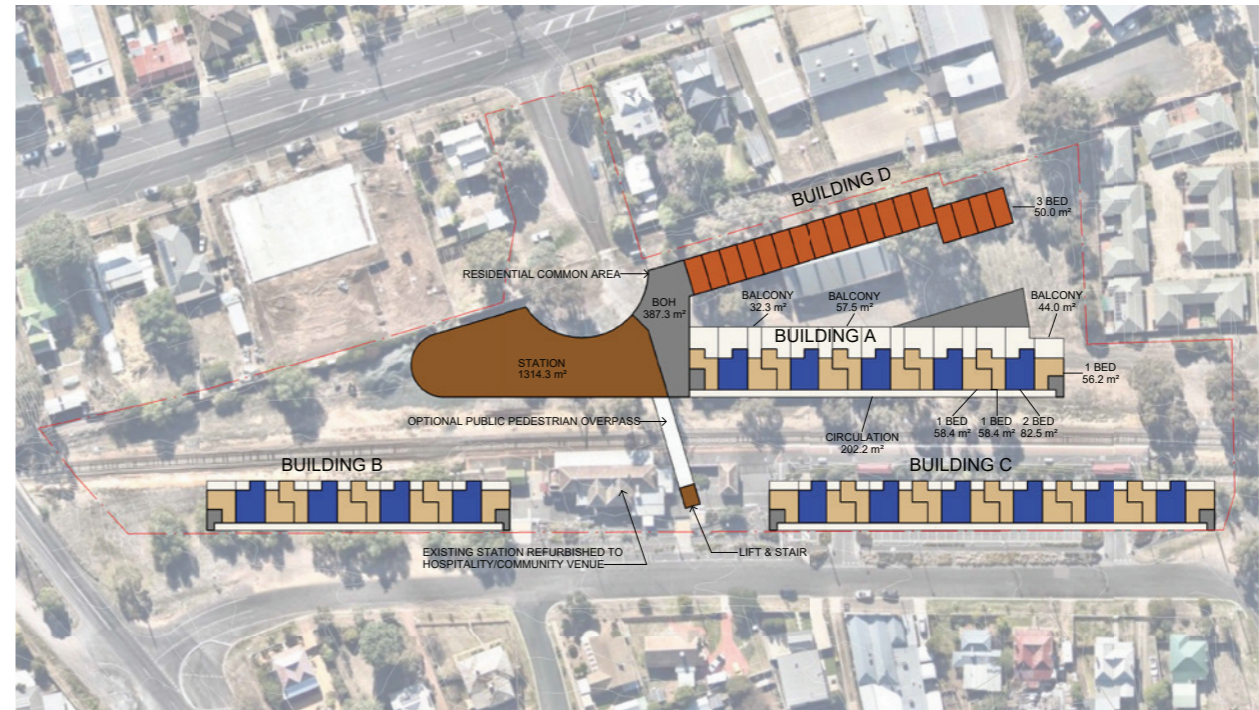 BUILDING D
3 BED
50.0 m²
RESIDENTIAL COMMON AREA
BOH
387.3 m²
BALCONY
32.3 m²
BALCONY
57.5 m²
BALCONY
44.0 m²
BUILDING A
STATION
1314.3 m²
1 BED
56.2 m²
OPTIONAL PUBLIC PEDESTRIAN OVERPASS
1 BED
58.4 m²
1 BED
58.4 m²
2 BED
82.5 m²
CIRCULATION
202.2 m²
BUILDING B
BUILDING C
EXISTING STATION REFURBISHED TO
HOSPITALITY/COMMUNITY VENUE
LIFT & STAIR